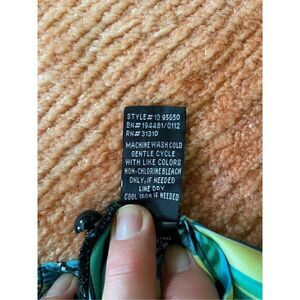 STYLE# 10 95650
BN# 194481/0112
RN# 31310
MACHINE WASH COLD
GENTLE CYCLE
WITH LIKE COLORS
NON-CHLORINE BLEACH
ONLY, IF NEEDED
LINE DRY
COOL IRON IF NEEDED